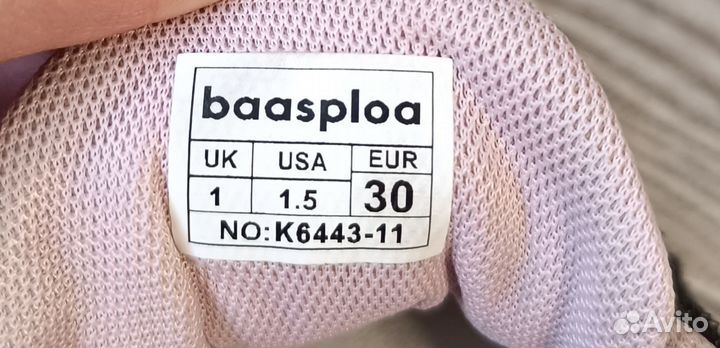 baasploa
UK USA EUR
1 1.5 30
NO:K6443-11
Avito